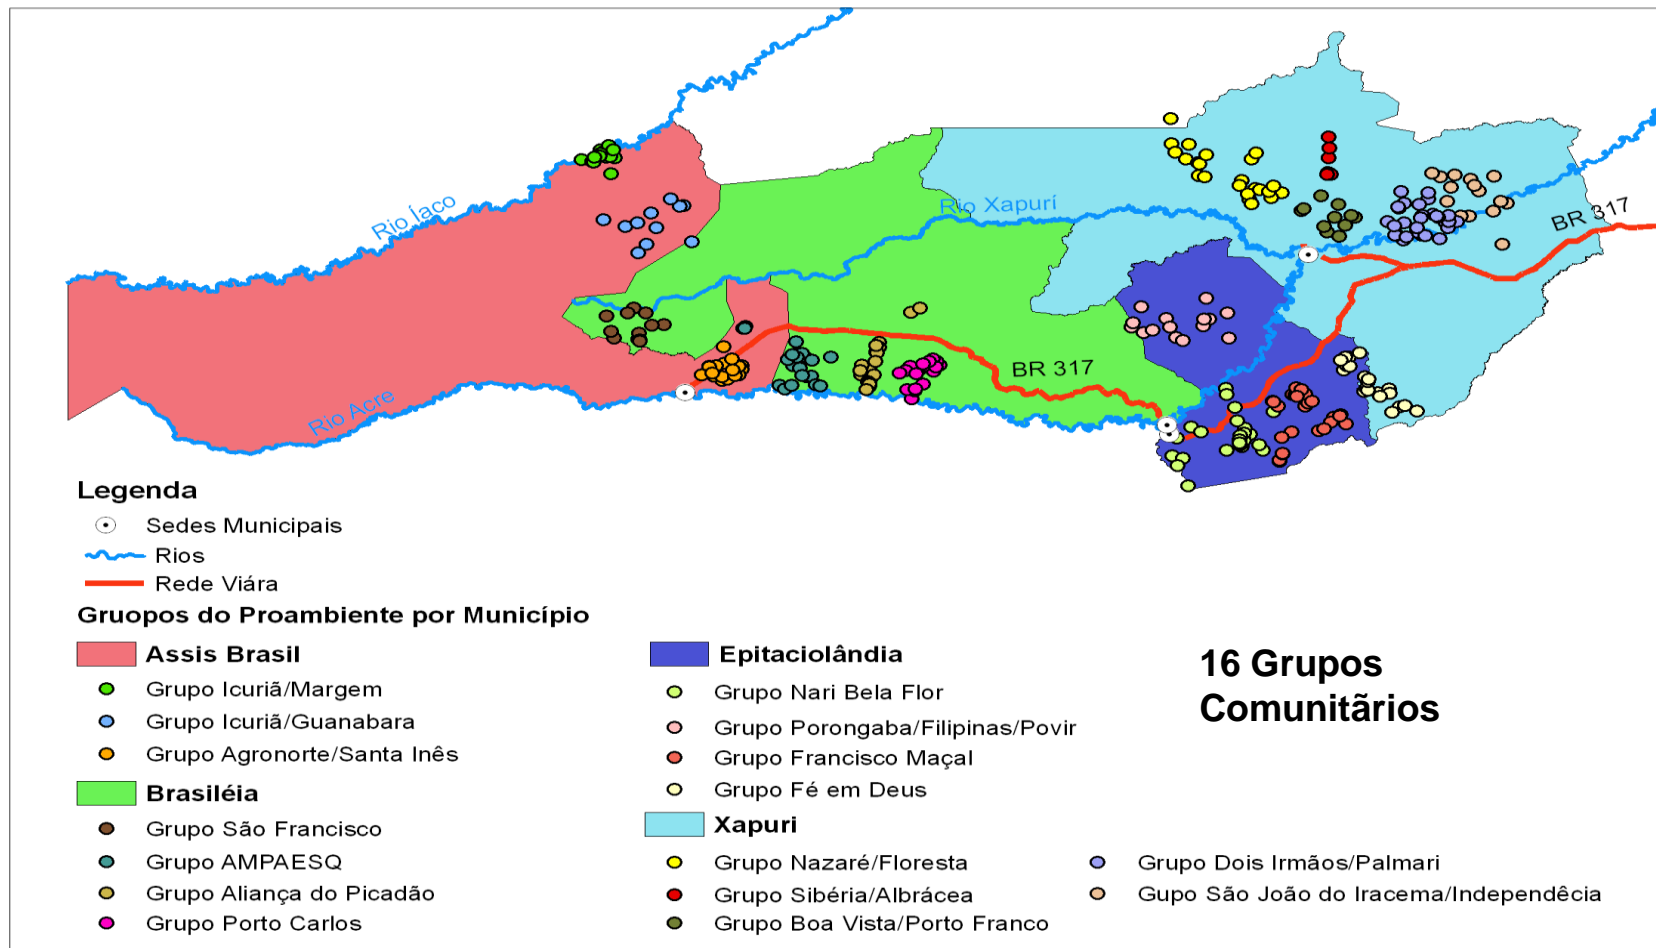 Rio Íaco
Rio Xapurí
BR 317
BR 317
Rio Acre
Legenda
Sedes Municipais
Rios
Rede Viára
Gruopos do Proambiente por Município
Assis Brasil
Grupo Icuriã/Margem
Grupo Icuriã/Guanabara
Grupo Agronorte/Santa Inês
Brasiléia
Grupo São Francisco
Grupo AMPAESQ
Grupo Aliança do Picadão
Grupo Porto Carlos
Epitaciolândia
Grupo Nari Bela Flor
Grupo Porongaba/Filipinas/Povir
Grupo Francisco Maçal
Grupo Fé em Deus
Xapuri
Grupo Nazaré/Floresta
Grupo Sibéria/Albrácea
Grupo Boa Vista/Porto Franco
Grupo Dois Irmãos/Palmari
Gupo São João do Iracema/Independêcia
16 Grupos
Comunitãrios